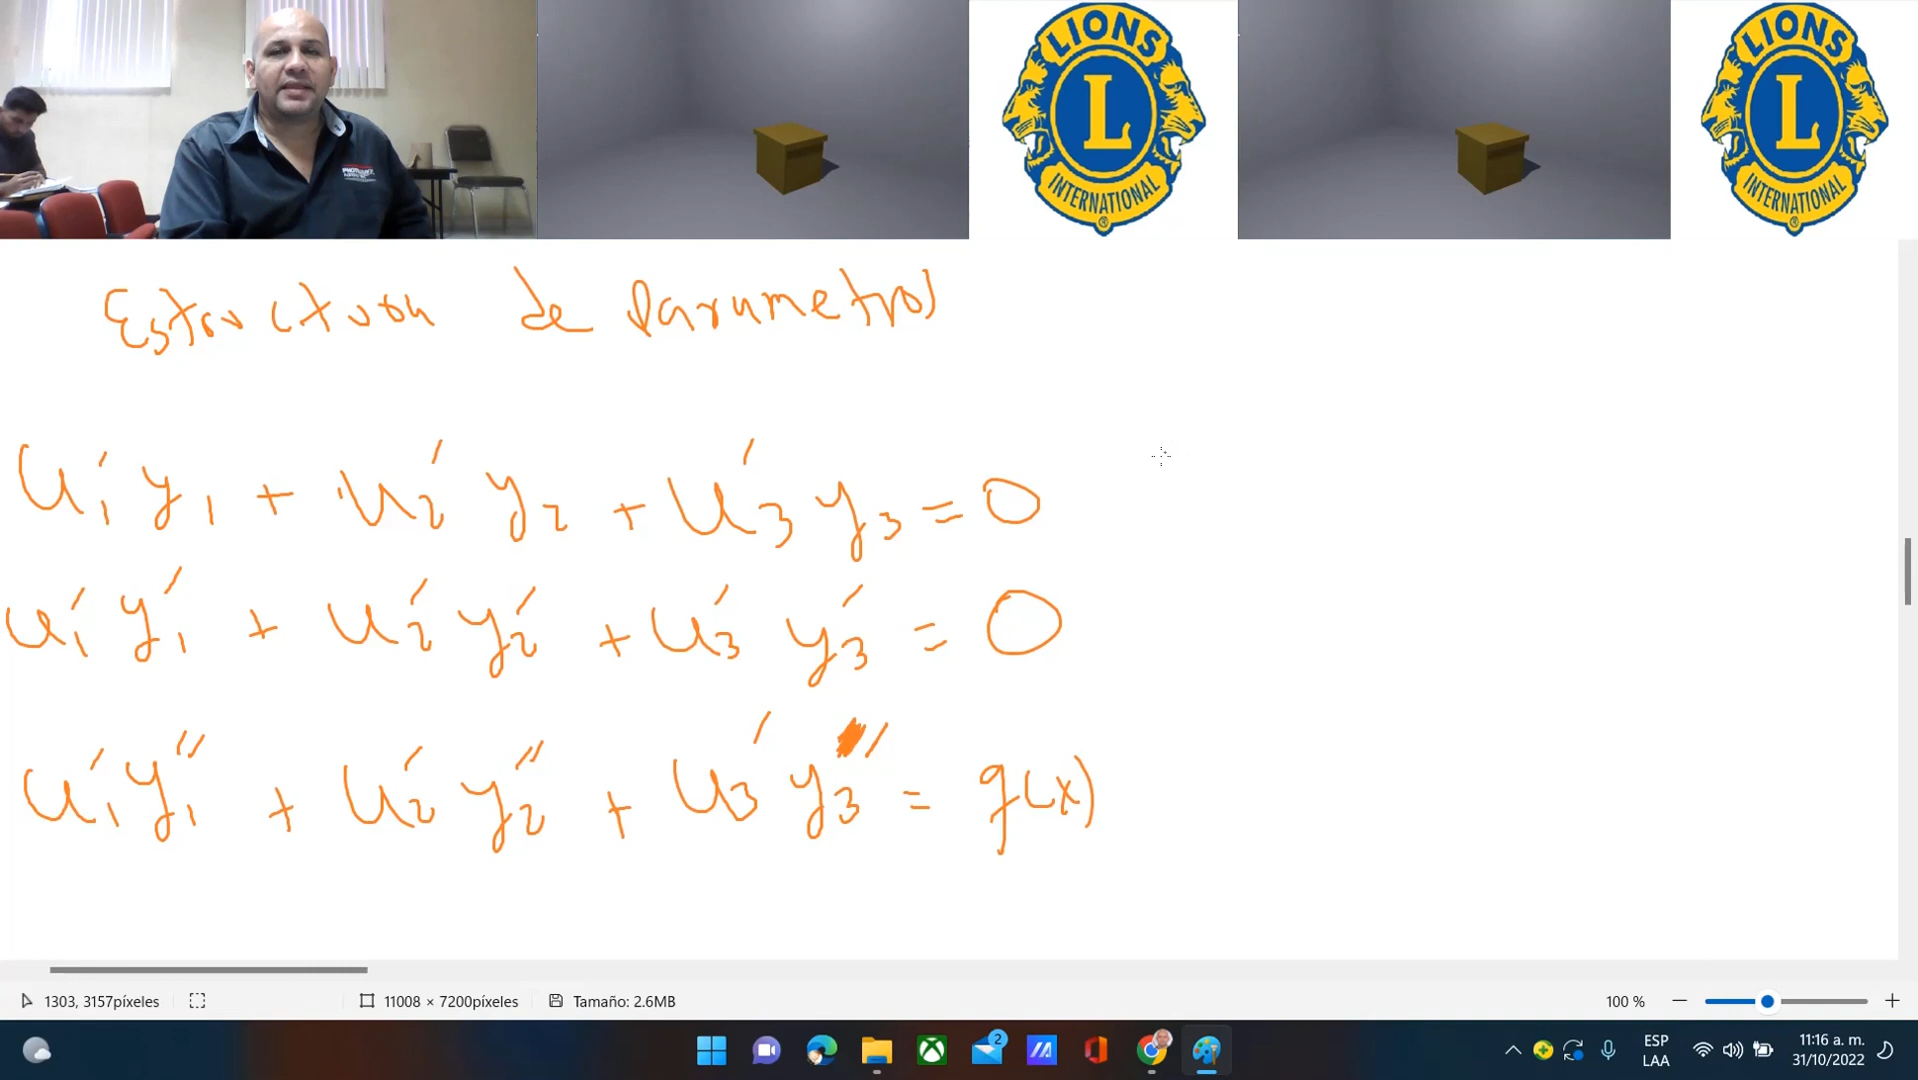 LIONS
L
INTERNATIONAL
®
LIONS
L
INTERNATIONAL
®
Estructura de Parametros
u₁' y₁ + u₂' y₂ + u₃' y₃ = 0
u₁' y₁' + u₂' y₂' + u₃' y₃' = 0
u₁' y₁'' + u₂' y₂'' + u₃' y₃'' = g(x)
1303, 3157píxeles
11008 × 7200píxeles
Tamaño: 2.6MB
100 %
2
ESP
LAA
11:16 a. m.
31/10/2022